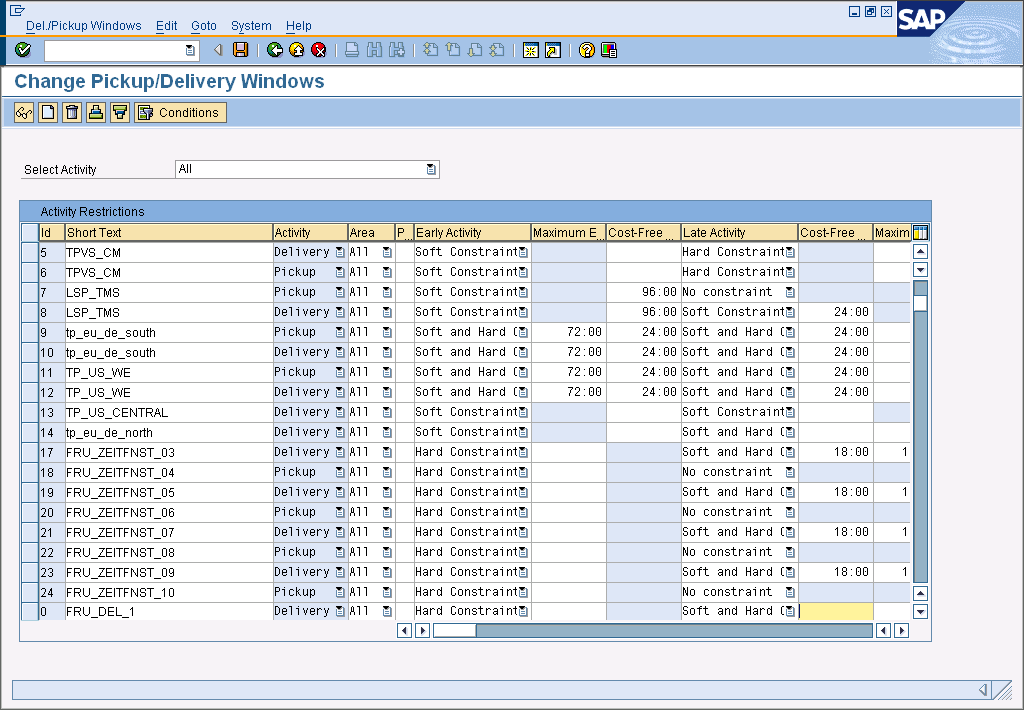 Del./Pickup Windows Edit Goto System Help
SAP
Change Pickup/Delivery Windows
Conditions
Select Activity All
Activity Restrictions
Id Short Text Activity Area P... Early Activity Maximum E... Cost-Free ... Late Activity Cost-Free ... Maxim
5 TPVS_CM Delivery All Soft Constraint Hard Constraint
6 TPVS_CM Pickup All Soft Constraint Hard Constraint
7 LSP_TMS Pickup All Soft Constraint 96:00 No constraint
8 LSP_TMS Delivery All Soft Constraint 96:00 Soft Constraint 24:00
9 tp_eu_de_south Pickup All Soft and Hard C 72:00 24:00 Soft and Hard C 24:00
10 tp_eu_de_south Delivery All Soft and Hard C 72:00 24:00 Soft and Hard C 24:00
11 TP_US_WE Pickup All Soft and Hard C 72:00 24:00 Soft and Hard C 24:00
12 TP_US_WE Delivery All Soft and Hard C 72:00 24:00 Soft and Hard C 24:00
13 TP_US_CENTRAL Delivery All Soft Constraint Soft Constraint
14 tp_eu_de_north Delivery All Soft Constraint Soft and Hard C
17 FRU_ZEITFNST_03 Delivery All Hard Constraint Soft and Hard C 18:00 1
18 FRU_ZEITFNST_04 Pickup All Hard Constraint No constraint
19 FRU_ZEITFNST_05 Delivery All Hard Constraint Soft and Hard C 18:00 1
20 FRU_ZEITFNST_06 Pickup All Hard Constraint No constraint
21 FRU_ZEITFNST_07 Delivery All Hard Constraint Soft and Hard C 18:00 1
22 FRU_ZEITFNST_08 Pickup All Hard Constraint No constraint
23 FRU_ZEITFNST_09 Delivery All Hard Constraint Soft and Hard C 18:00 1
24 FRU_ZEITFNST_10 Pickup All Hard Constraint No constraint
0 FRU_DEL_1 Delivery All Hard Constraint Soft and Hard C